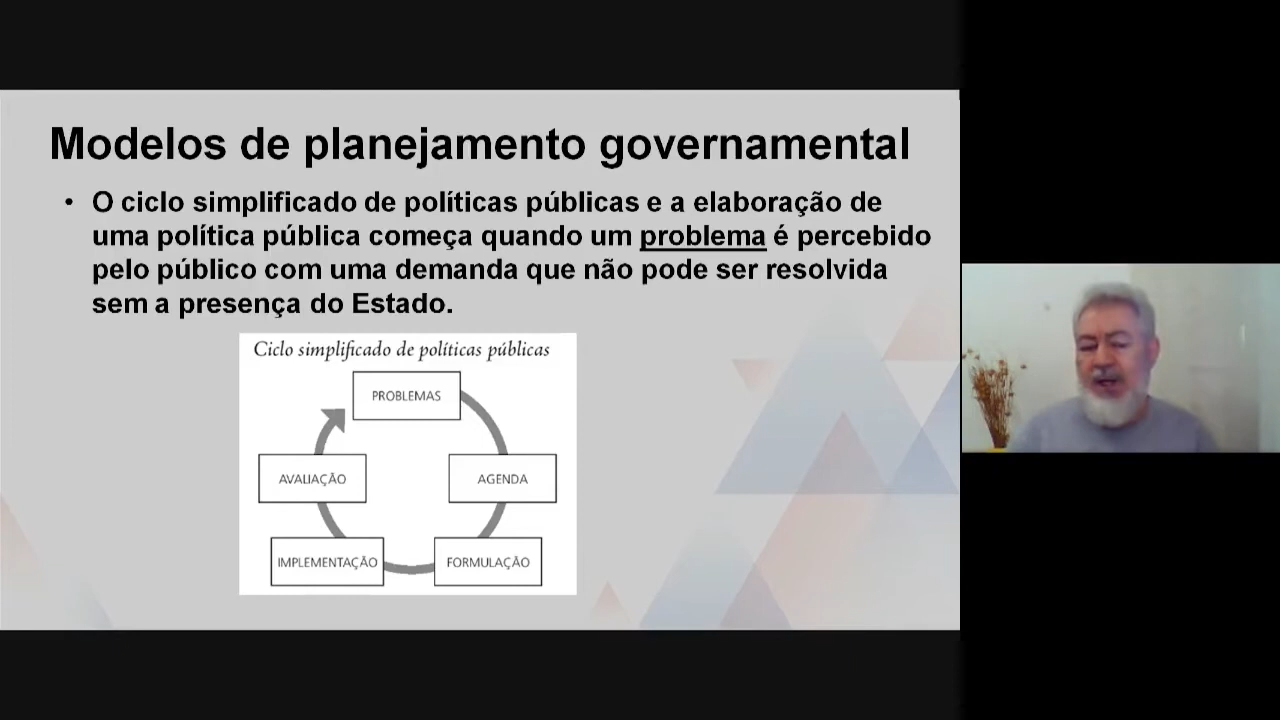 Modelos de planejamento governamental
• O ciclo simplificado de políticas públicas e a elaboração de
uma política pública começa quando um problema é percebido
pelo público com uma demanda que não pode ser resolvida
sem a presença do Estado.
Ciclo simplificado de políticas públicas
PROBLEMAS
AVALIAÇÃO
AGENDA
IMPLEMENTAÇÃO
FORMULAÇÃO